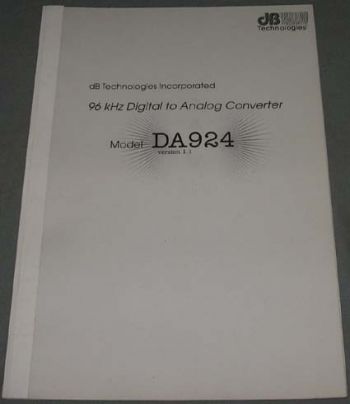 dB
Technologies
dB Technologies Incorporated
96 kHz Digital to Analog Converter
Model DA924
version 1.1